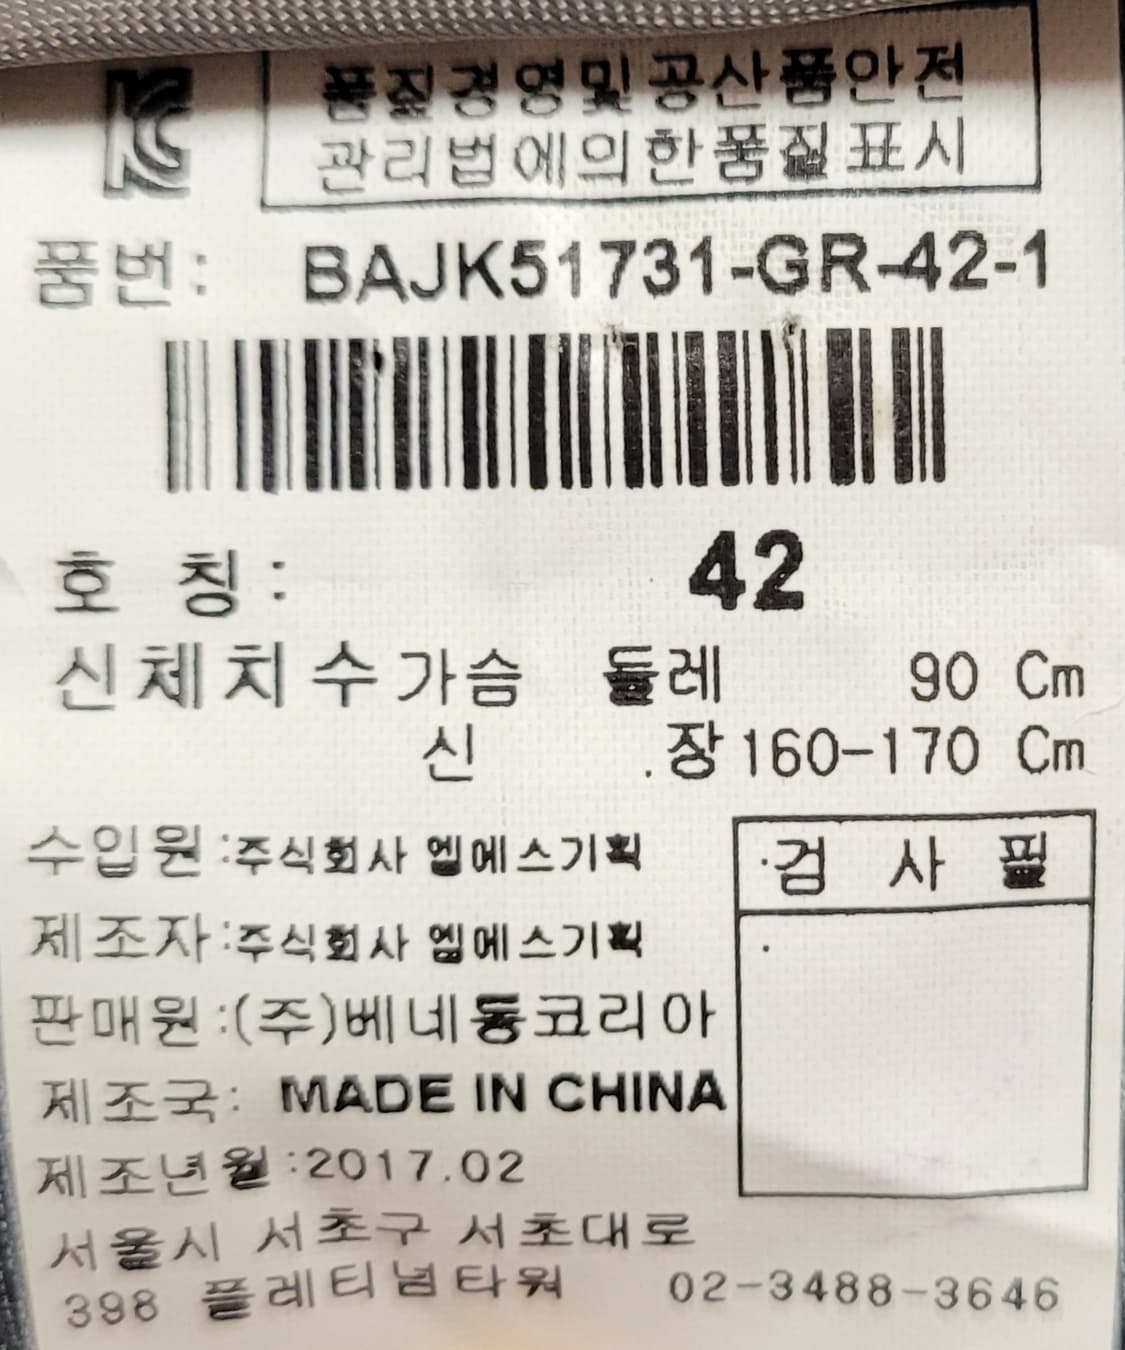 품질경영및공산품안전
관리법에의한품질표시
품번: BAJK51731-GR-42-1
호 칭: 42
신체치수 가슴 둘레 90 Cm
신 장 160-170 Cm
수입원:주식회사 엠에스기획
제조자:주식회사 엠에스기획
판매원:(주)베네통코리아
제조국: MADE IN CHINA
제조년월:2017.02
서울시 서초구 서초대로
398 플레티넘타워 02-3488-3646
검 사 필